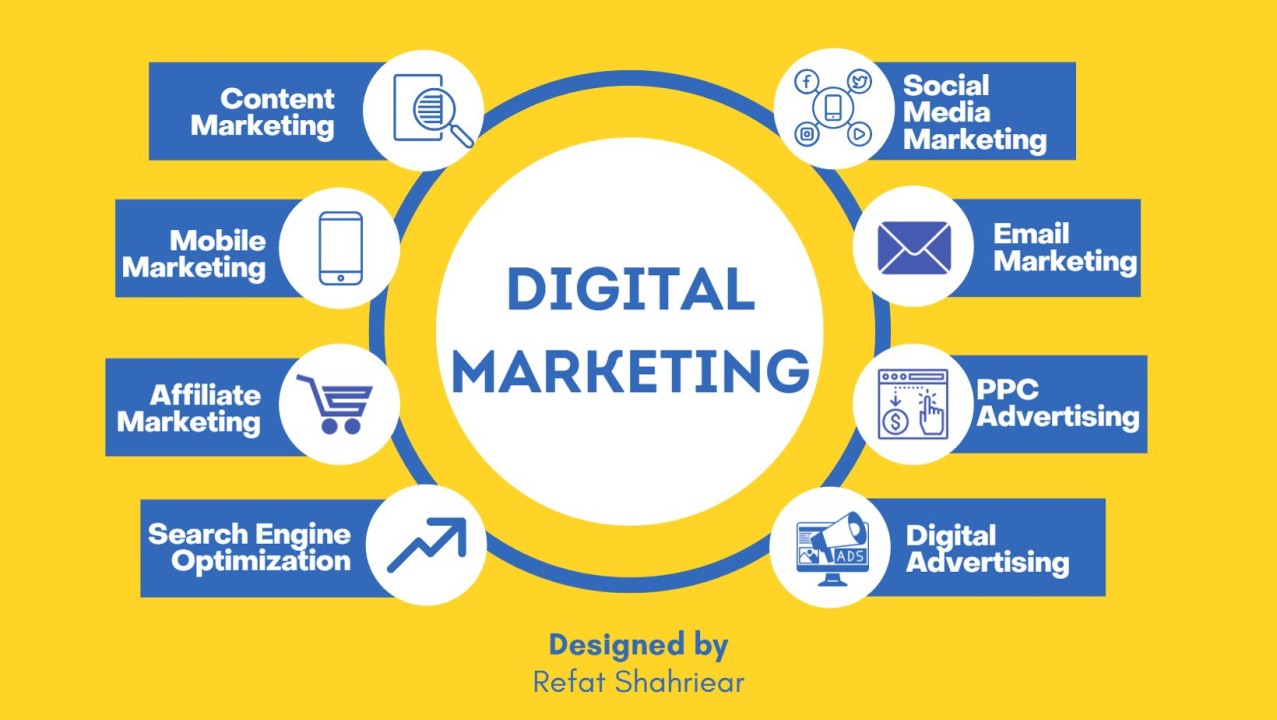 Content
Marketing
Social
Media
Marketing
Mobile
Marketing
Email
Marketing
DIGITAL
MARKETING
Affiliate
Marketing
PPC
Advertising
Search Engine
Optimization
Digital
Advertising
ADS
Designed by
Refat Shahriear